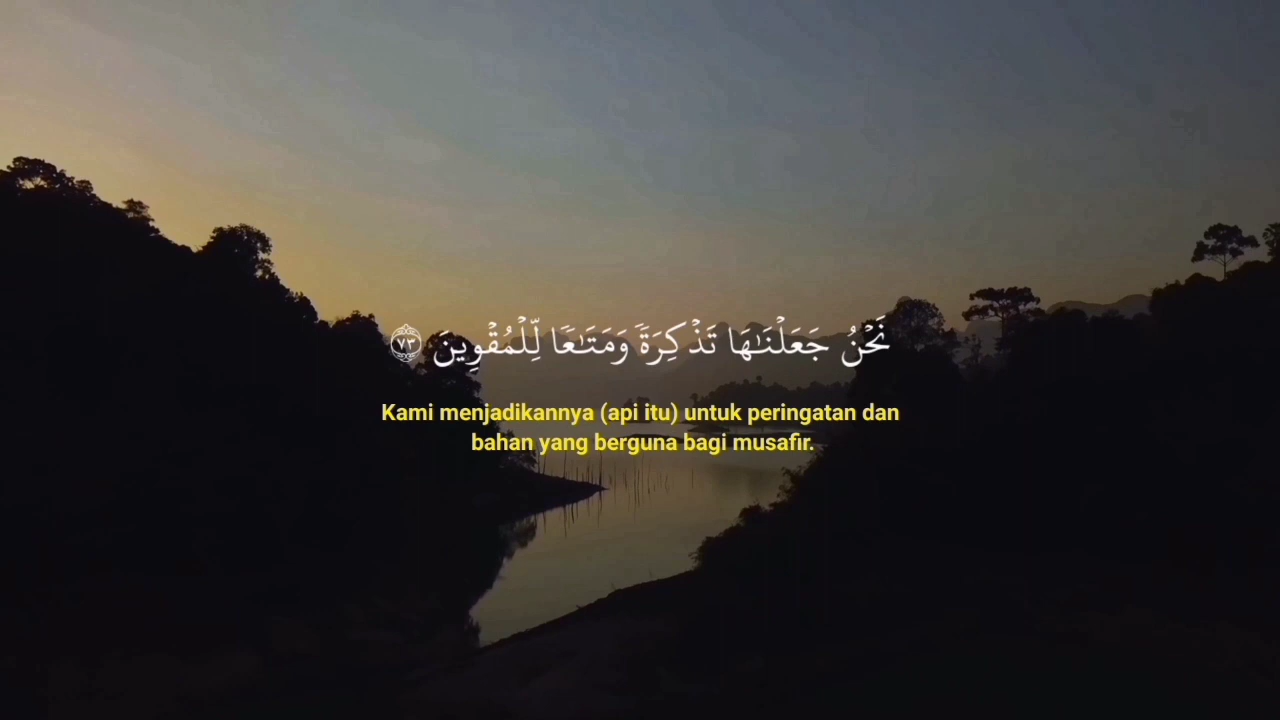 نَحْنُ جَعَلْنَٰهَا تَذْكِرَةً وَمَتَٰعًا لِّلْمُقْوِينَ ٧٣
Kami menjadikannya (api itu) untuk peringatan dan
bahan yang berguna bagi musafir.